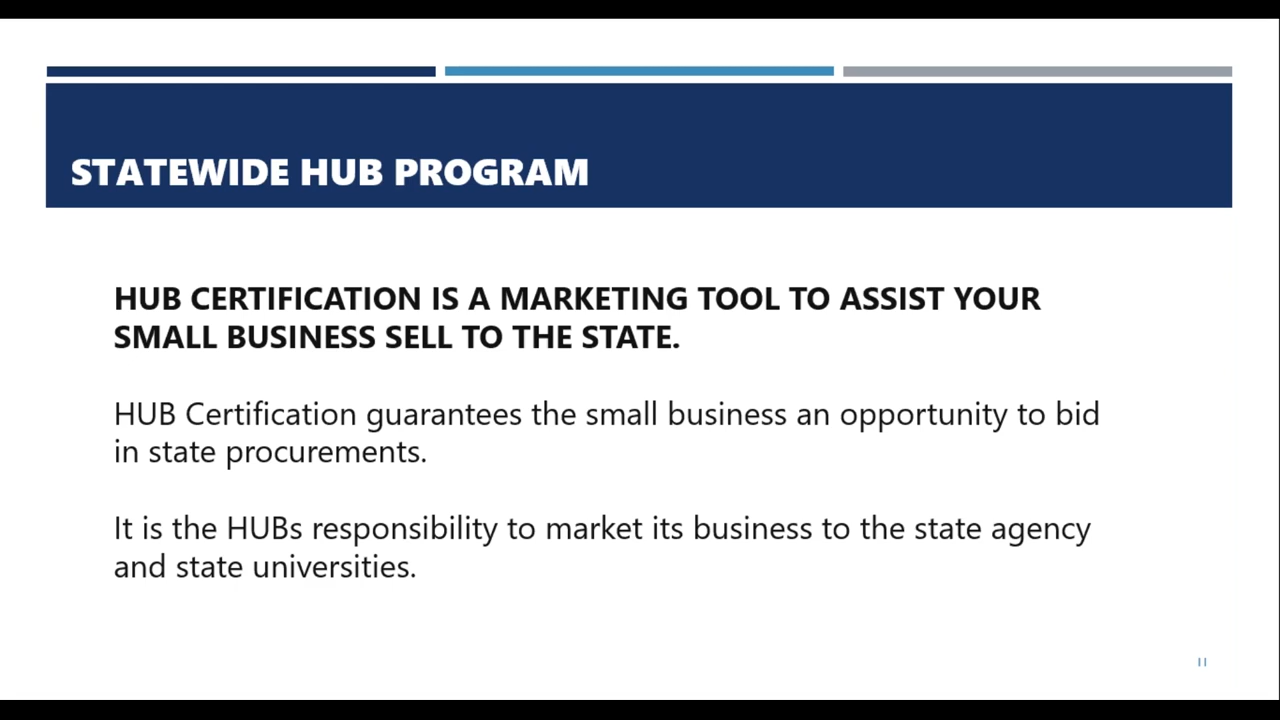 STATEWIDE HUB PROGRAM
HUB CERTIFICATION IS A MARKETING TOOL TO ASSIST YOUR
SMALL BUSINESS SELL TO THE STATE.
HUB Certification guarantees the small business an opportunity to bid
in state procurements.
It is the HUBs responsibility to market its business to the state agency
and state universities.
11